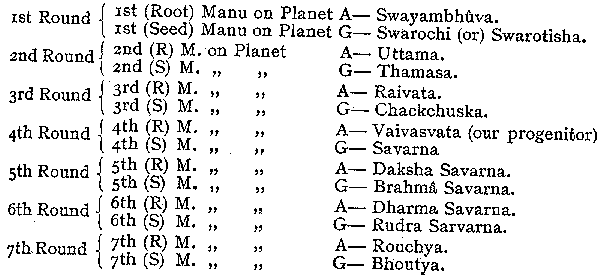 1st Round { 1st (Root) Manu on Planet A— Swayambhûva.
1st (Seed) Manu on Planet G— Swarochi (or) Swarotisha.
2nd Round { 2nd (R) M. on Planet A— Uttama.
2nd (S) M. „ „ G— Thamasa.
3rd Round { 3rd (R) M. „ „ A— Raivata.
3rd (S) M. „ „ G— Chackchuska.
4th Round { 4th (R) M. „ „ A— Vaivasvata (our progenitor)
4th (S) M. „ „ G— Savarna
5th Round { 5th (R) M. „ „ A— Daksha Savarna.
5th (S) M. „ „ G— Brahmâ Savarna.
6th Round { 6th (R) M. „ „ A— Dharma Savarna.
6th (S) M. „ „ G— Rudra Sarvarna.
7th Round { 7th (R) M. „ „ A— Rouchya.
7th (S) M. „ „ G— Bhoutya.